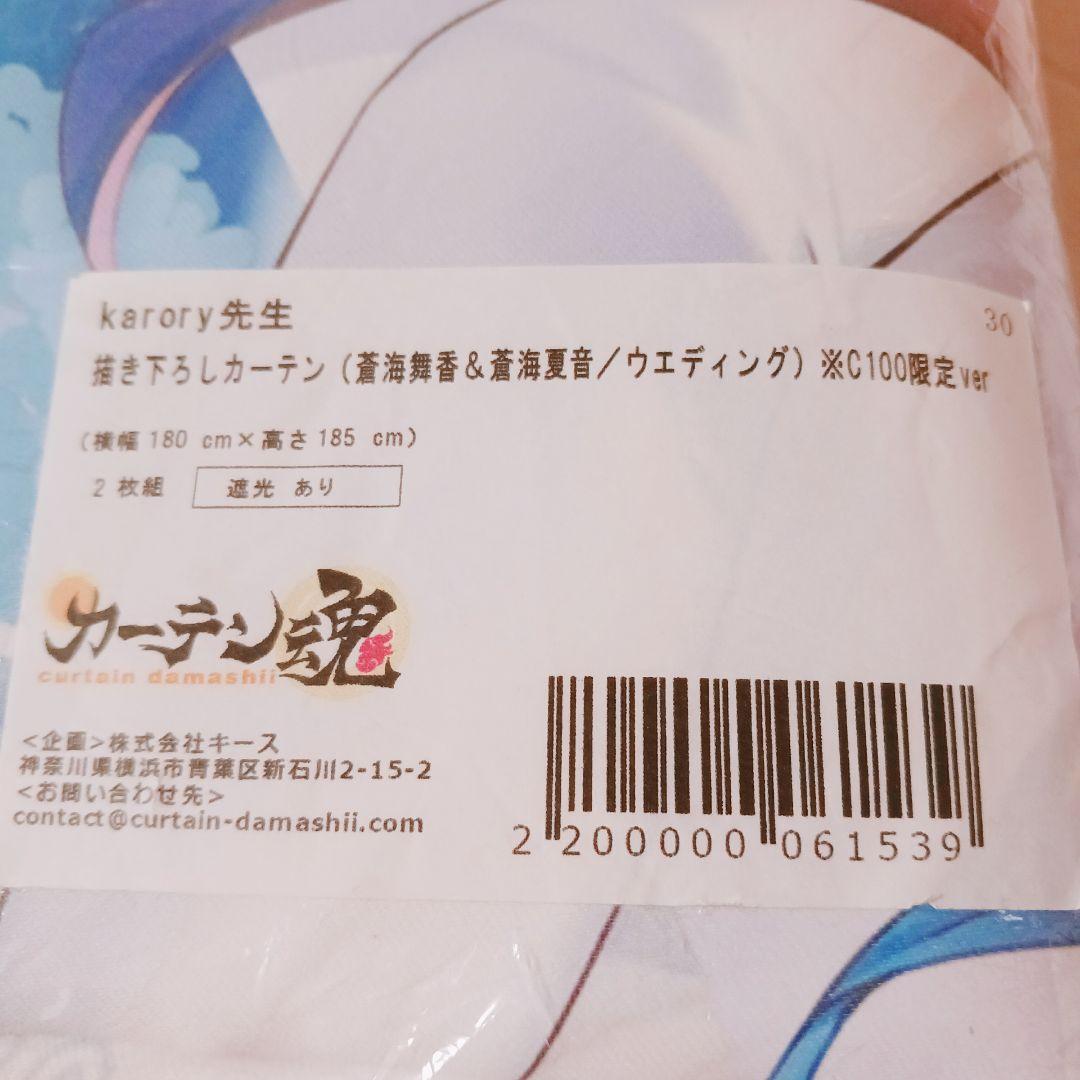 karory先生
30
描き下ろしカーテン（蒼海舞香＆蒼海夏音／ウエディング）※C100限定ver
（横幅 180 cm×高さ185 cm）
2 枚組
遮光 あり
カーテン魂
curtain damashii
＜企画＞株式会社キース
神奈川県横浜市青葉区新石川2-15-2
＜お問い合わせ先＞
contact@curtain-damashii.com
2 200000 061539